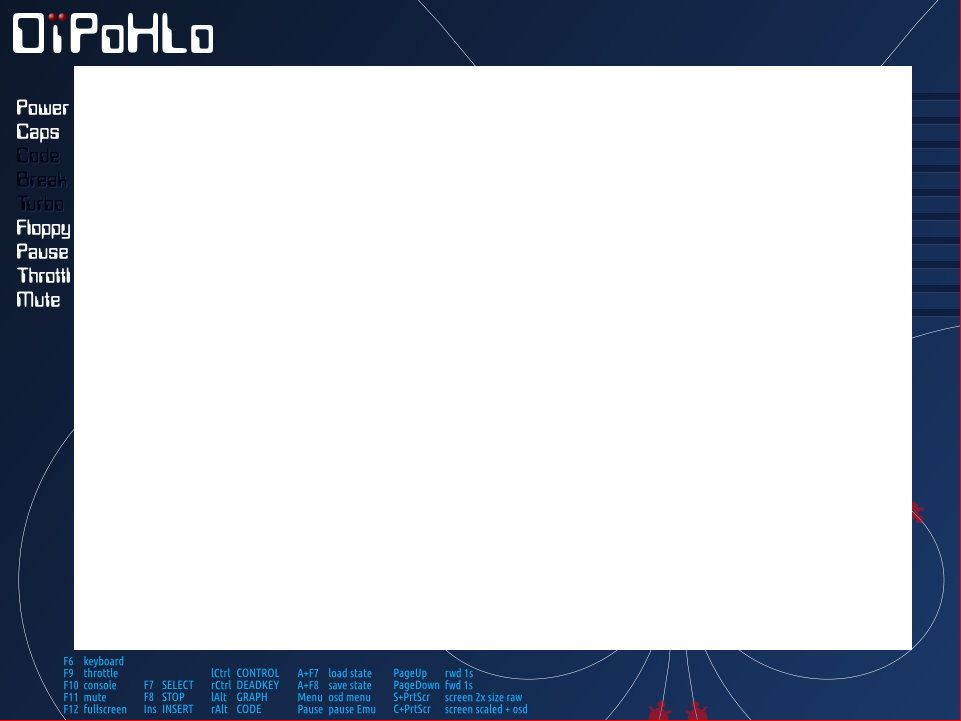 OïPoHLo
Power
Caps
Code
Break
Turbo
Floppy
Pause
Throttl
Mute
F6 keyboard
F9 throttle lCtrl CONTROL A+F7 load state PageUp rwd 1s
F10 console F7 SELECT rCtrl DEADKEY A+F8 save state PageDown fwd 1s
F11 mute F8 STOP lAlt GRAPH Menu osd menu S+PrtScr screen 2x size raw
F12 fullscreen Ins INSERT rAlt CODE Pause pause Emu C+PrtScr screen scaled + osd